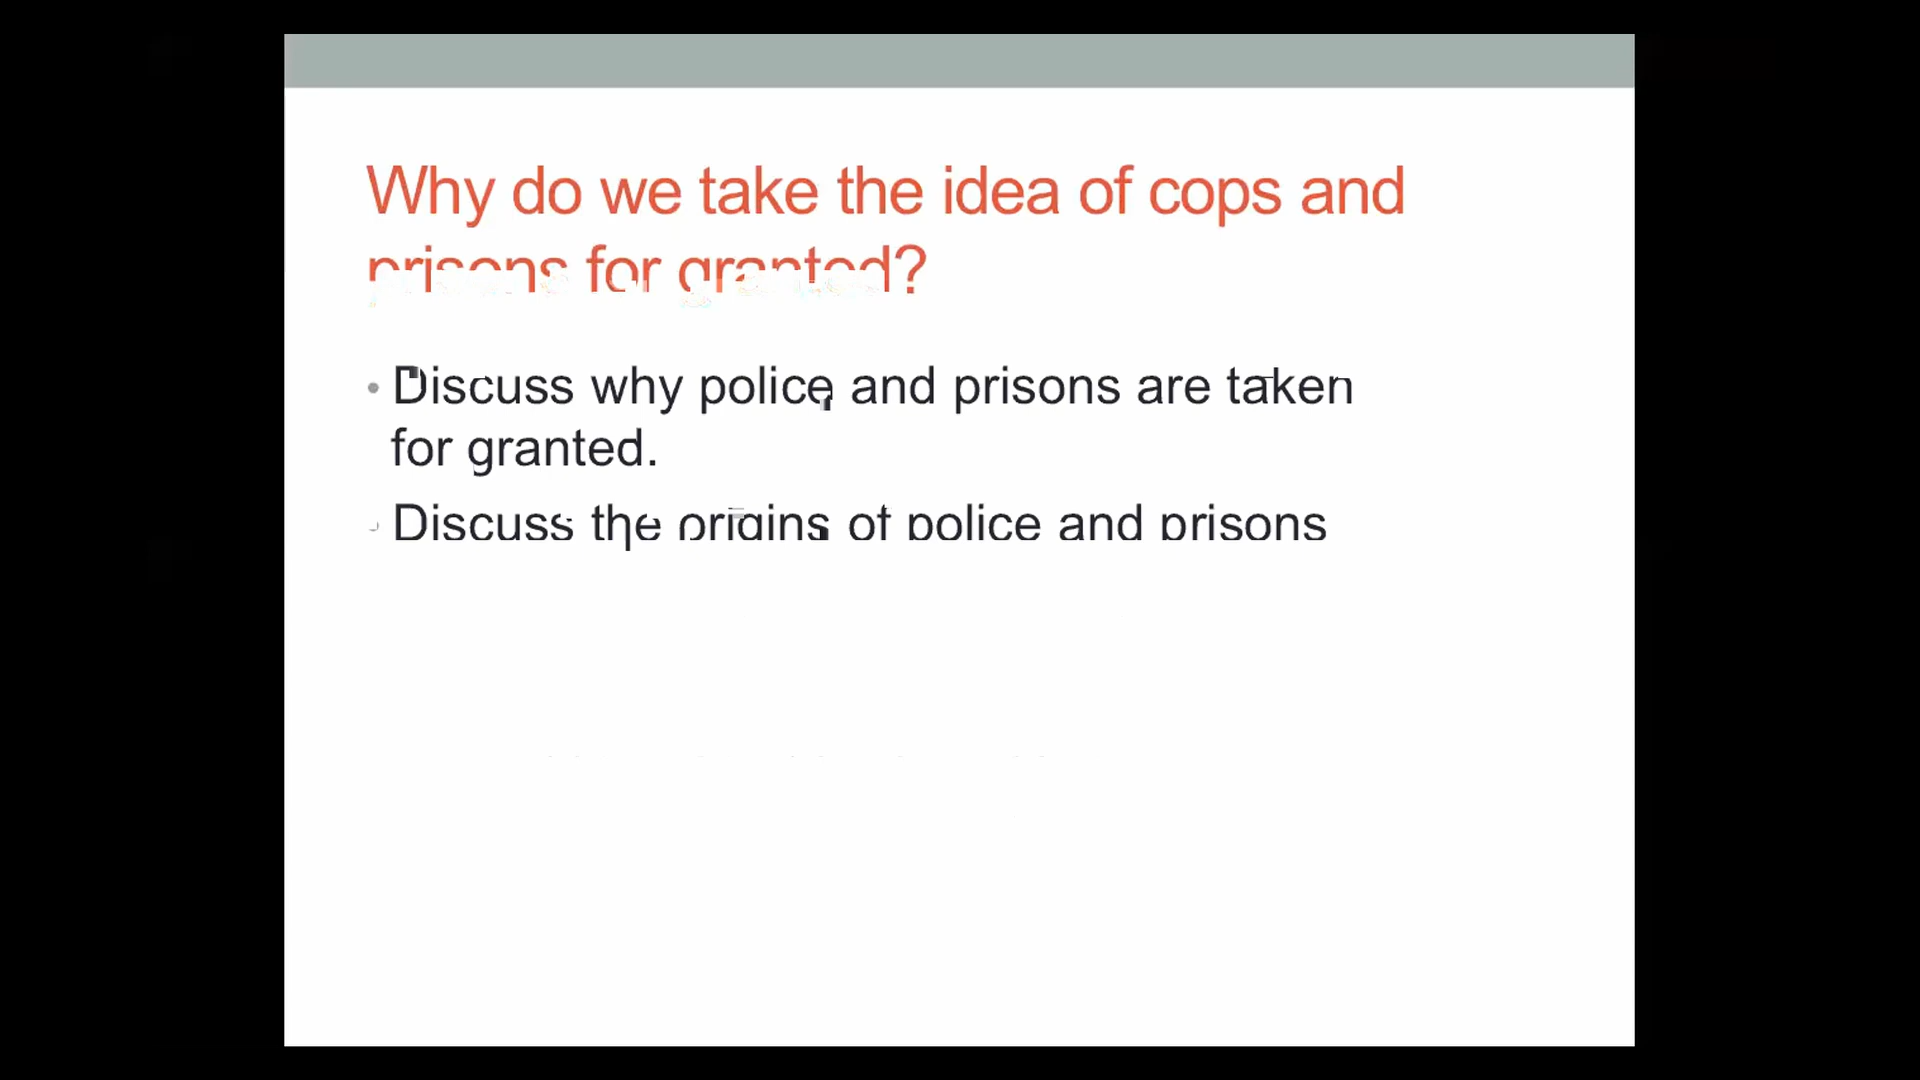 Why do we take the idea of cops and
prisons for granted?
• Discuss why police and prisons are taken
for granted.
Discuss the origins of police and prisons